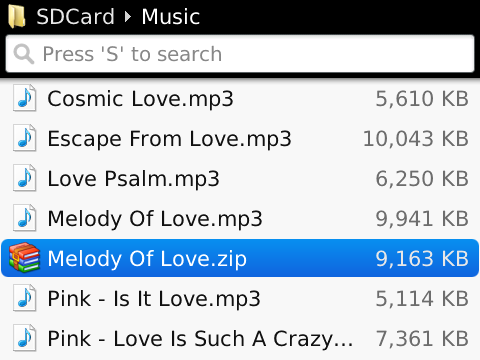 SDCard Music
Press 'S' to search
Cosmic Love.mp3 5,610 KB
Escape From Love.mp3 10,043 KB
Love Psalm.mp3 6,250 KB
Melody Of Love.mp3 9,941 KB
Melody Of Love.zip 9,163 KB
Pink - Is It Love.mp3 5,114 KB
Pink - Love Is Such A Crazy... 7,361 KB